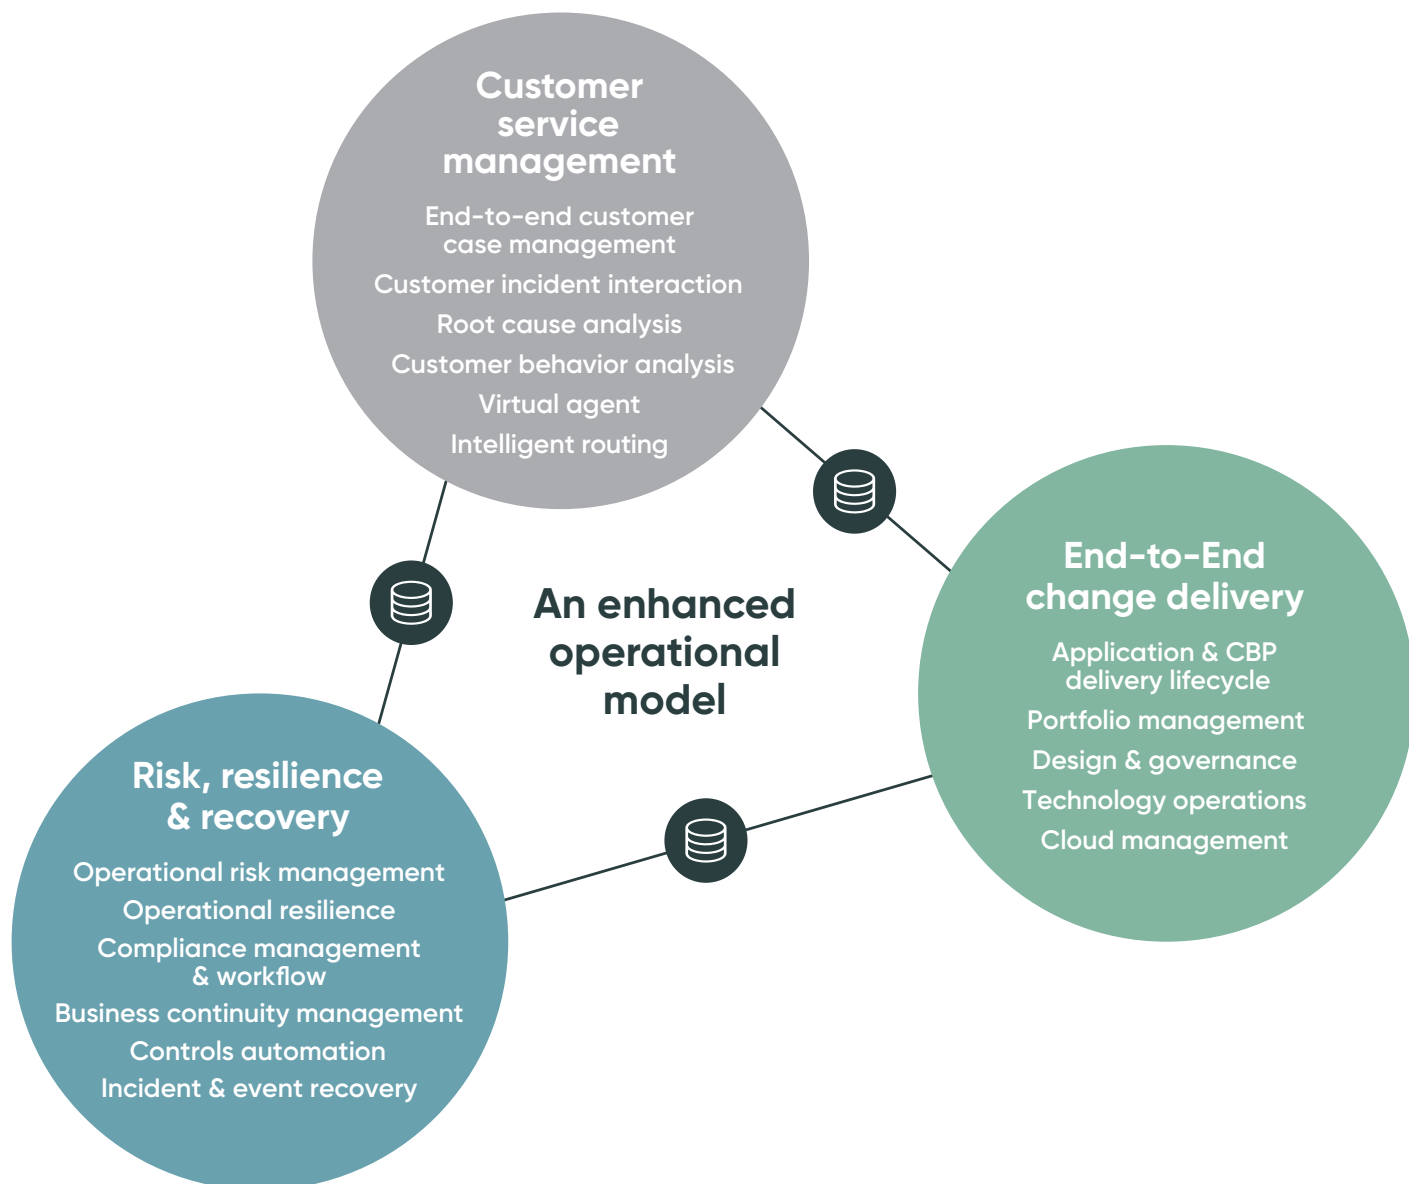 Customer
service
management
End-to-end customer
case management
Customer incident interaction
Root cause analysis
Customer behavior analysis
Virtual agent
Intelligent routing
An enhanced
operational
model
End-to-End
change delivery
Application & CBP
delivery lifecycle
Portfolio management
Design & governance
Technology operations
Cloud management
Risk, resilience
& recovery
Operational risk management
Operational resilience
Compliance management
& workflow
Business continuity management
Controls automation
Incident & event recovery